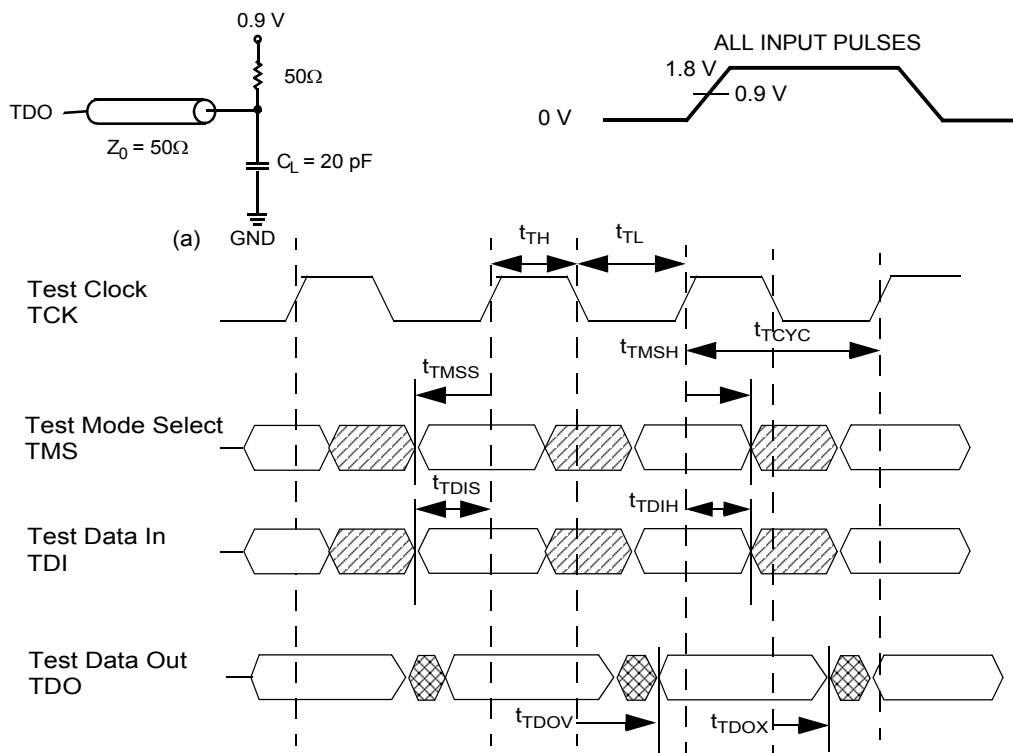 0.9 V
50Ω
TDO
Z0 = 50Ω
CL = 20 pF
(a)
GND
ALL INPUT PULSES
1.8 V
0.9 V
0 V
tTH
tTL
Test Clock
TCK
tTCYC
tTMSH
tTMSS
Test Mode Select
TMS
tTDIS
tTDIH
Test Data In
TDI
Test Data Out
TDO
tTDOV
tTDOX